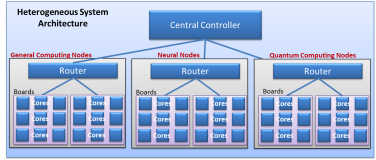 Heterogeneous System
Architecture
Central Controller
General Computing Nodes
Neural Nodes
Quantum Computing Nodes
Router
Router
Router
Boards
Boards
Boards
Cores Cores Cores Cores Cores Cores
Cores Cores Cores Cores Cores Cores
Cores Cores Cores Cores Cores Cores